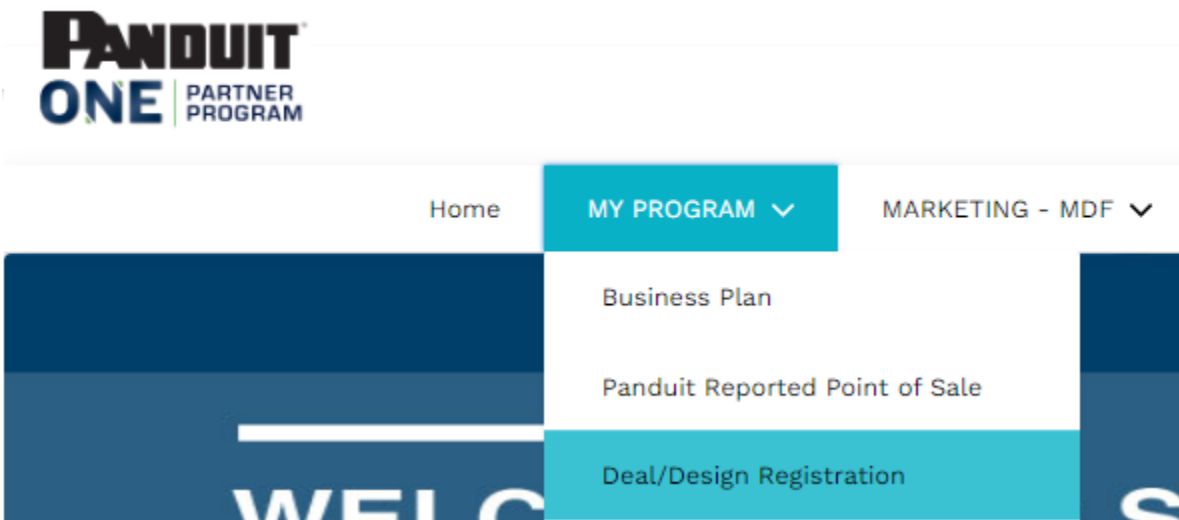 PANDUIT
ONE PARTNER PROGRAM
Home MY PROGRAM MARKETING - MDF
Business Plan
Panduit Reported Point of Sale
Deal/Design Registration